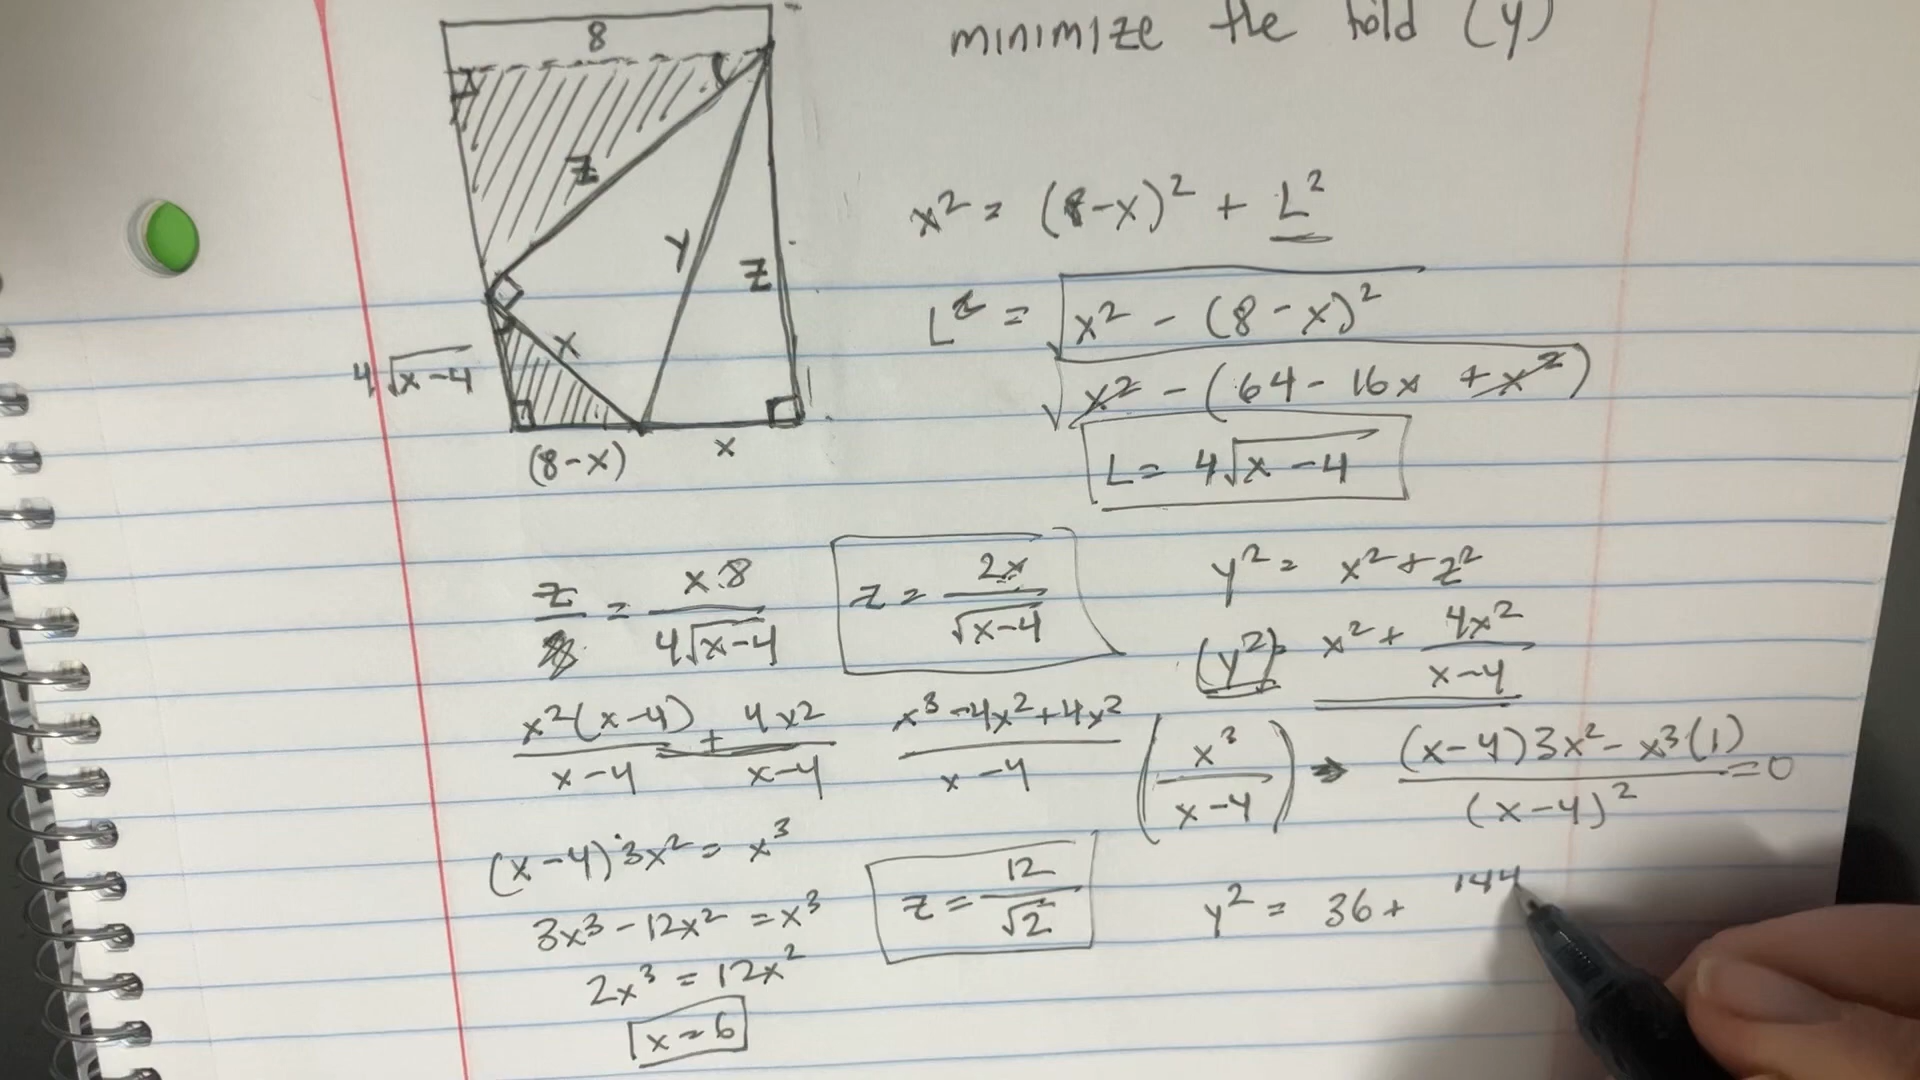 minimize the fold (y)
8
z
y
z
x
4√x-4
(8-x)
x
x² = (8-x)² + L²
L² = √x² - (8-x)²
√x² - (64 - 16x + x²)
L = 4√x-4
z/8 = x·8/4√x-4
z = 2x/√x-4
y² = x² + z²
(y²) = x² + 4x²/x-4
x²(x-4)/x-4 + 4x²/x-4
x³-4x²+4x²/x-4
(x³/x-4) → (x-4)3x² - x³(1)/(x-4)² = 0
(x-4)·3x² = x³
3x³ - 12x² = x³
2x³ = 12x²
x = 6
z = 12/√2
y² = 36 + 144